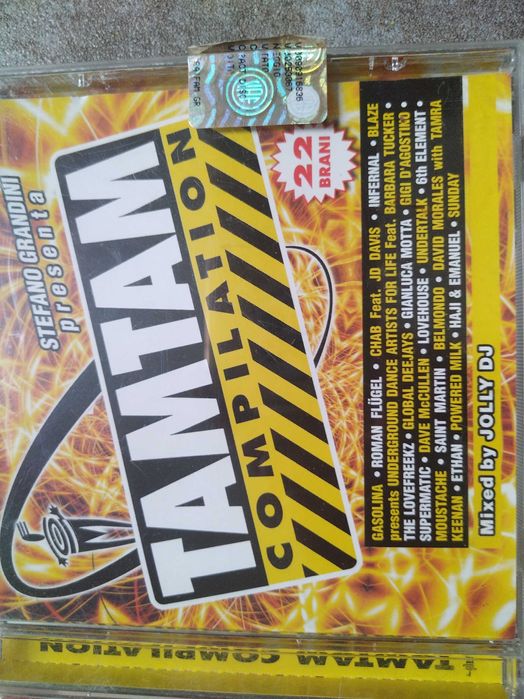 STEFANO GRANDINI
presenta
TAMTAM
COMPILATION
22
BRANI
GASOLINA • ROMAN FLÜGEL • CHAB Feat. JD DAVIS • INFERNAL • BLAZE
presents UNDERGROUND DANCE ARTISTS FOR LIFE Feat. BARBARA TUCKER •
THE LOVEFREEKZ • GLOBAL DEEJAYS • GIANLUCA MOTTA • GIGI D'AGOSTINO •
SUPERMATIC • DAVE McCULLEN • LOVEHOUSE • UNDERTALK • 6th ELEMENT •
MOUSTACHE • SAINT MARTIN • BELMONDO • DAVID MORALES with TAMRA
KEENAN • ETHAN • POWERED MILK • HAJI & EMANUEL • SUNDAY
Mixed by JOLLY DJ
TAMTAM COMPILATION